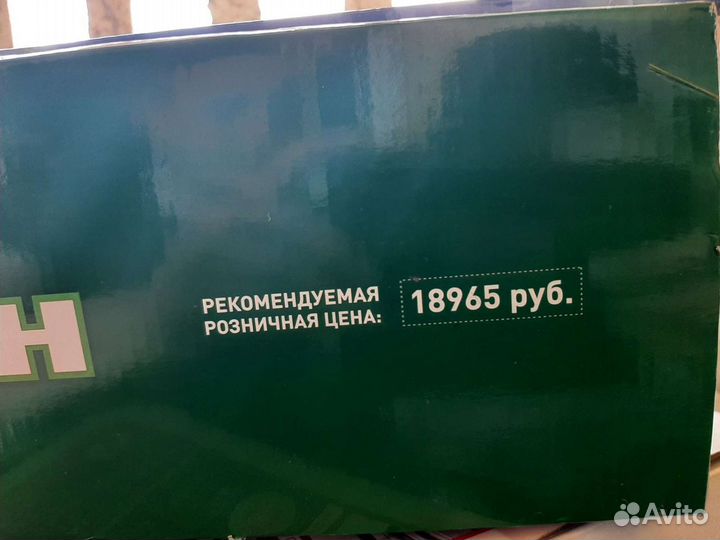 РЕКОМЕНДУЕМАЯ
РОЗНИЧНАЯ ЦЕНА:
18965 руб.
Н
Avito